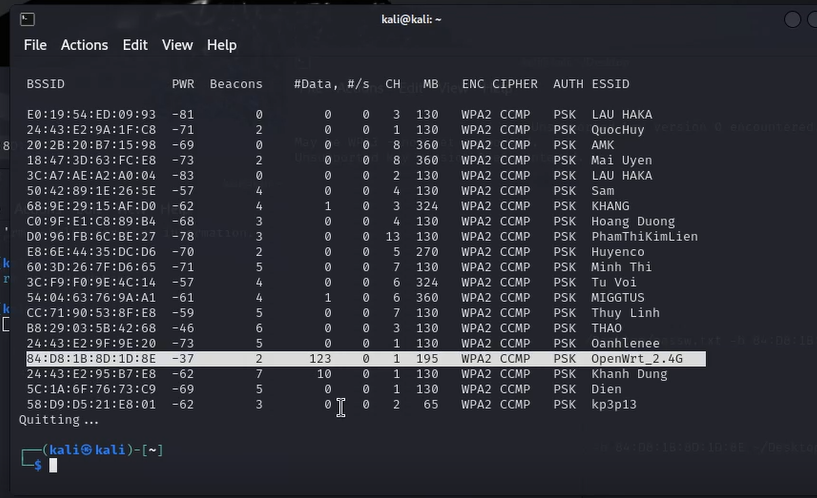 kali@kali: ~
File Actions Edit View Help
BSSID PWR Beacons #Data, #/s CH MB ENC CIPHER AUTH ESSID
E0:19:54:ED:09:93 -81 0 0 0 3 130 WPA2 CCMP PSK LAU HAKA
24:43:E2:9A:1F:C8 -71 2 0 0 1 130 WPA2 CCMP PSK QuocHuy
20:2B:20:B7:15:98 -69 0 0 0 8 360 WPA2 CCMP PSK AMK
18:47:3D:63:FC:E8 -73 2 0 0 8 360 WPA2 CCMP PSK Mai Uyen
3C:A7:AE:A2:A0:04 -83 0 0 0 2 130 WPA2 CCMP PSK LAU HAKA
50:42:89:1E:26:5E -57 4 0 0 4 130 WPA2 CCMP PSK Sam
68:9E:29:15:AF:D0 -62 4 1 0 3 324 WPA2 CCMP PSK KHANG
C0:9F:E1:C8:89:B4 -68 3 0 0 4 130 WPA2 CCMP PSK Hoang Duong
D0:96:FB:6C:BE:27 -78 3 0 0 13 130 WPA2 CCMP PSK PhamThiKimLien
E8:6E:44:35:DC:D6 -70 2 0 0 5 270 WPA2 CCMP PSK Huyenco
60:3D:26:7F:D6:65 -71 5 0 0 7 130 WPA2 CCMP PSK Minh Thi
3C:F9:F0:9E:4C:14 -57 4 0 0 6 324 WPA2 CCMP PSK Tu Voi
54:04:63:76:9A:A1 -61 4 1 0 6 360 WPA2 CCMP PSK MIGGTUS
CC:71:90:53:8F:E8 -59 5 0 0 7 130 WPA2 CCMP PSK Thuy Linh
B8:29:03:5B:42:68 -46 6 0 0 3 130 WPA2 CCMP PSK THAO
24:43:E2:9F:9E:20 -73 5 0 0 1 130 WPA2 CCMP PSK Oanhlenee
84:D8:1B:8D:1D:8E -37 2 123 0 1 195 WPA2 CCMP PSK OpenWrt_2.4G
24:43:E2:95:B7:E8 -62 7 10 0 1 130 WPA2 CCMP PSK Khanh Dung
5C:1A:6F:76:73:C9 -69 5 0 0 1 130 WPA2 CCMP PSK Dien
58:D9:D5:21:E8:01 -62 3 0 0 2 65 WPA2 CCMP PSK kp3p13
Quitting ...
┌──(kali㉿kali)-[~]
└─$